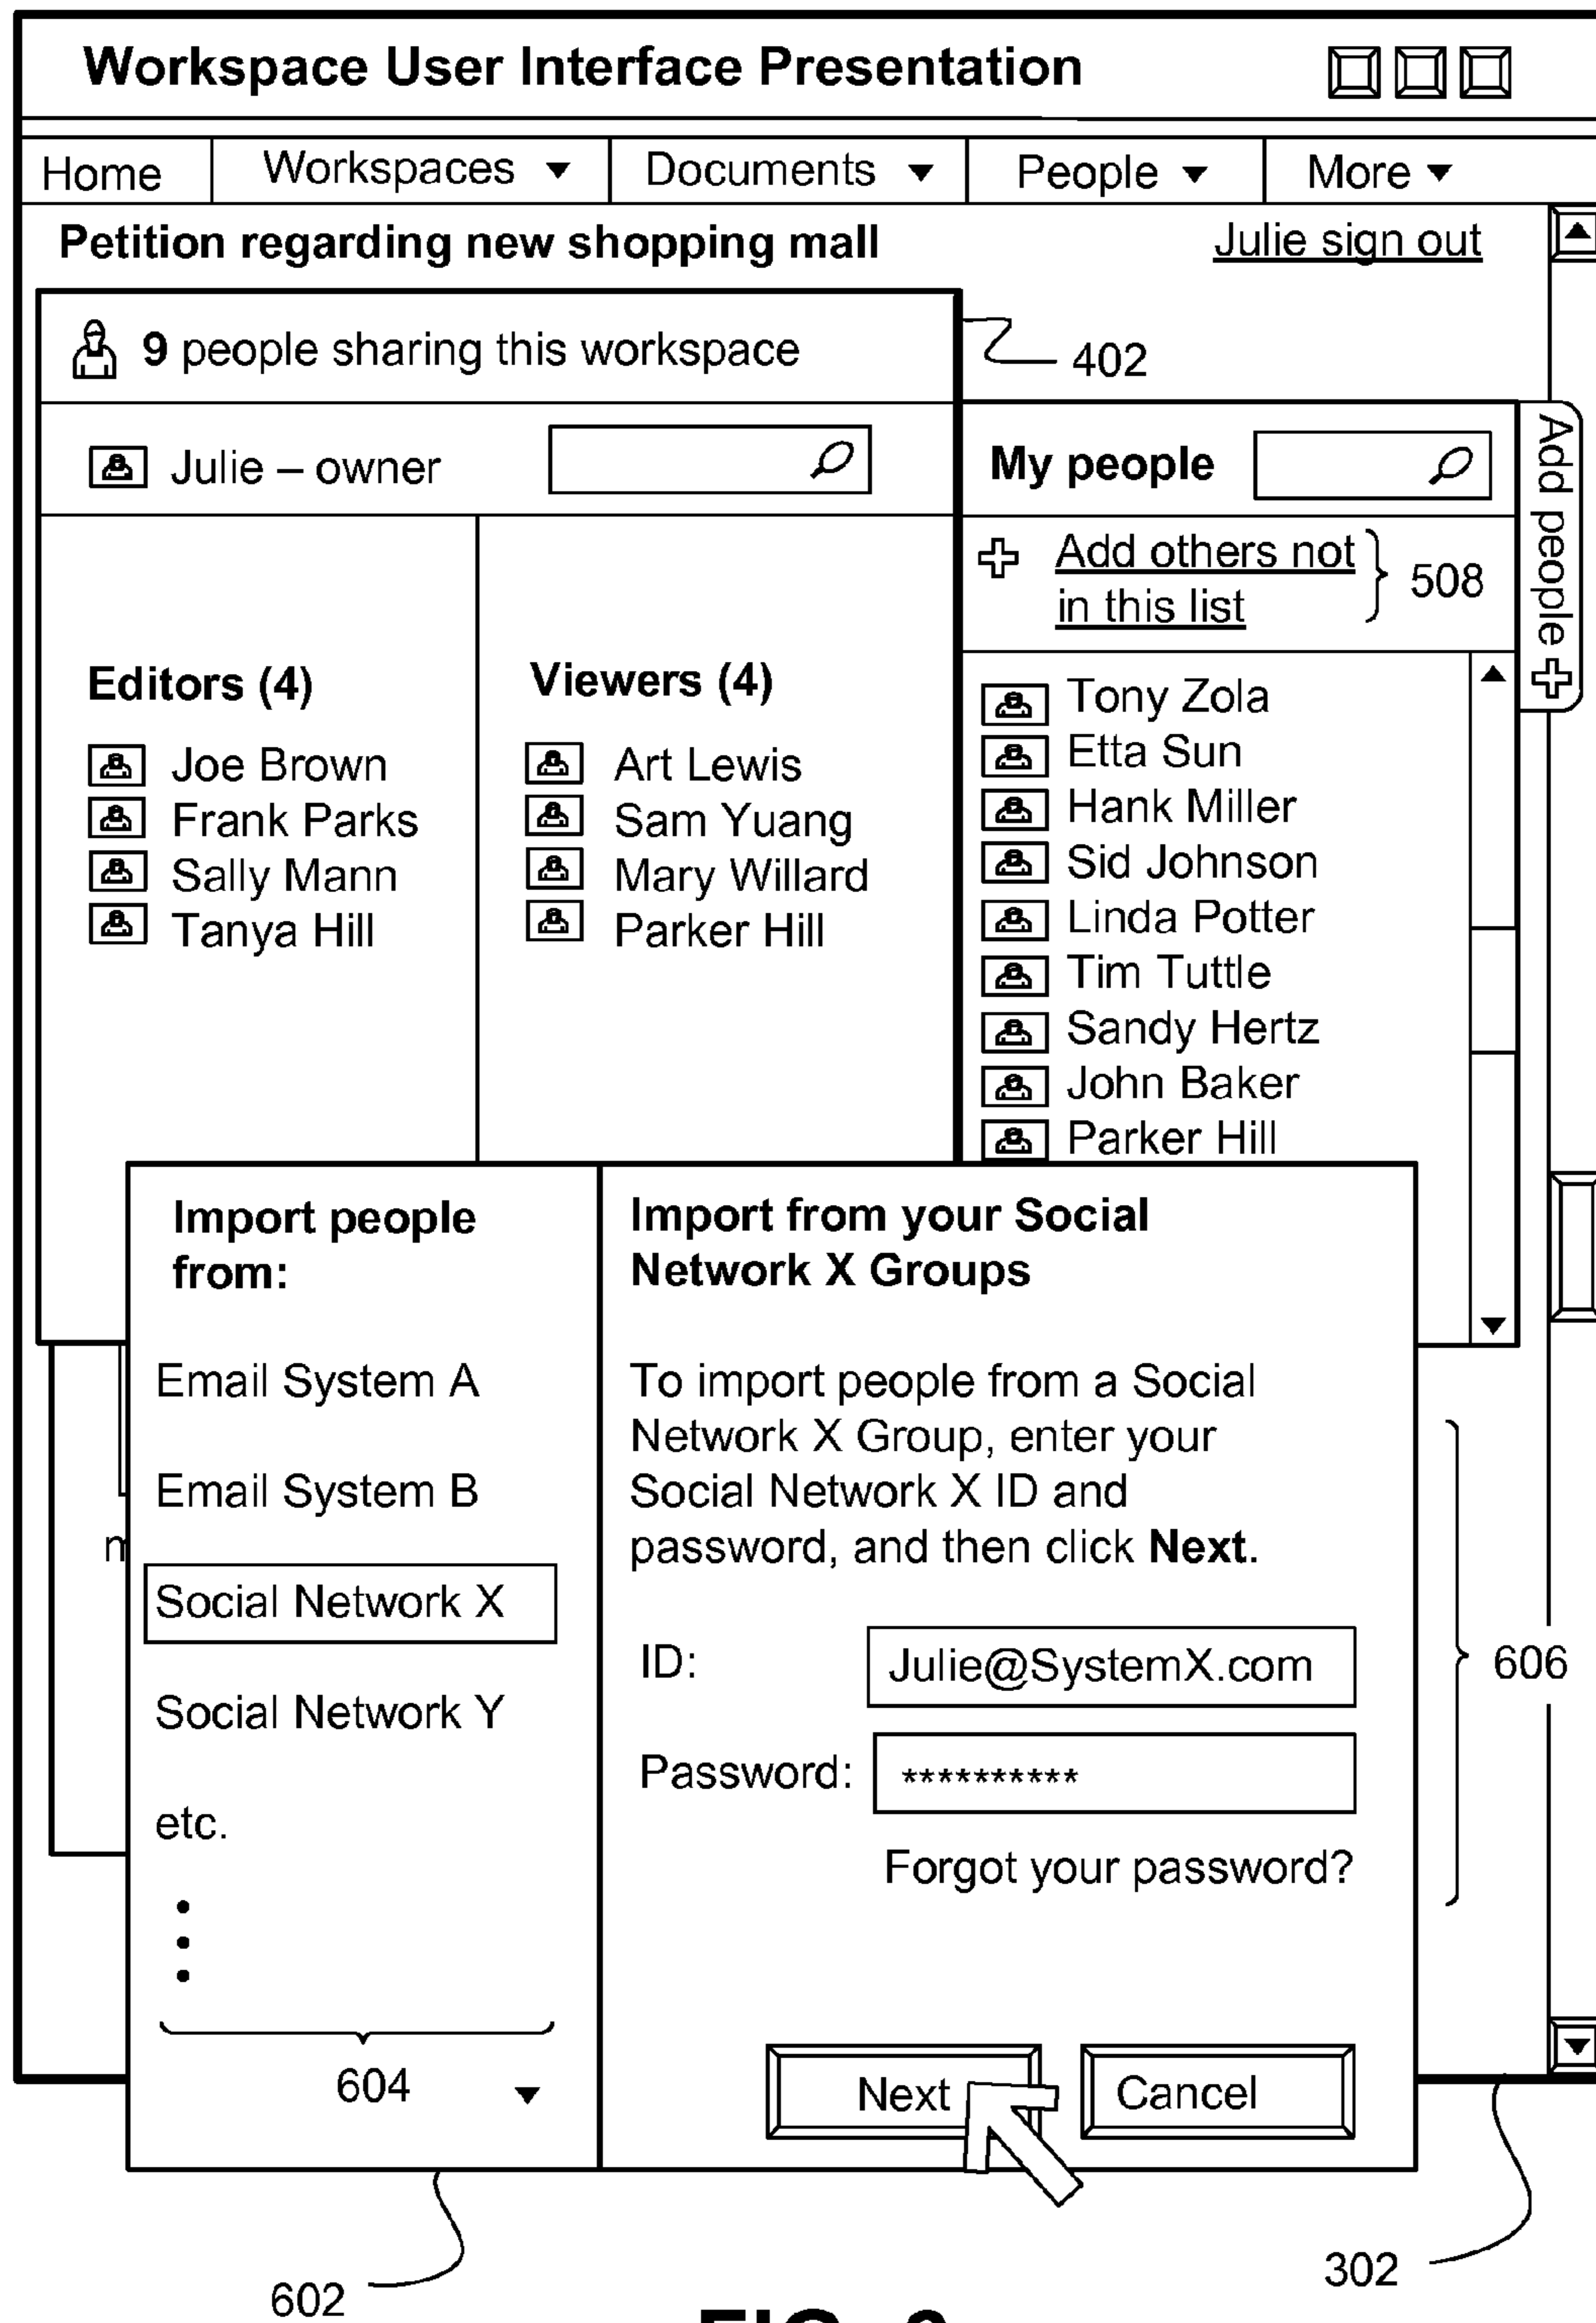 Workspace User Interface Presentation
Home Workspaces Documents People More
Petition regarding new shopping mall Julie sign out
9 people sharing this workspace
402
Julie – owner
My people
Add people
Add others not
in this list
508
Editors (4)
Joe Brown
Frank Parks
Sally Mann
Tanya Hill
Viewers (4)
Art Lewis
Sam Yuang
Mary Willard
Parker Hill
Tony Zola
Etta Sun
Hank Miller
Sid Johnson
Linda Potter
Tim Tuttle
Sandy Hertz
John Baker
Parker Hill
Import people
from:
Email System A
Email System B
Social Network X
Social Network Y
etc.
604
Import from your Social
Network X Groups
To import people from a Social
Network X Group, enter your
Social Network X ID and
password, and then click Next.
ID: Julie@SystemX.com
Password: **********
Forgot your password?
606
Next Cancel
602
302